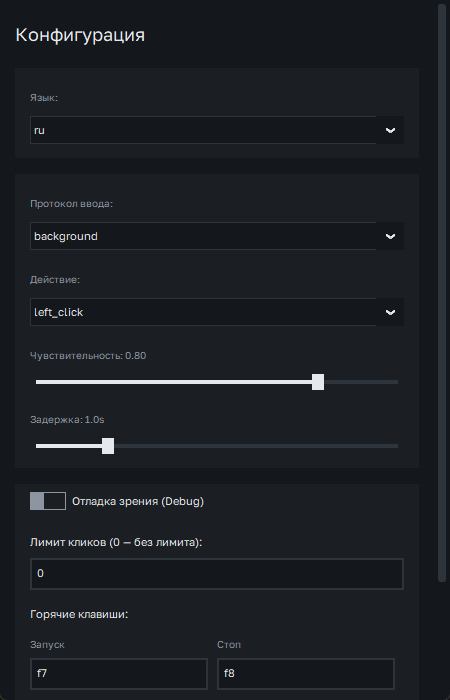 Конфигурация
Язык:
ru
Протокол ввода:
background
Действие:
left_click
Чувствительность: 0.80
Задержка: 1.0s
Отладка зрения (Debug)
Лимит кликов (0 — без лимита):
0
Горячие клавиши:
Запуск Стоп
f7 f8